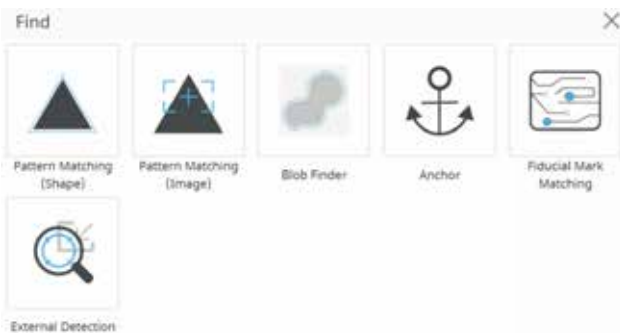 Find
Pattern Matching
(Shape)
Pattern Matching
(Image)
Blob Finder
Anchor
Fiducial Mark
Matching
External Detection